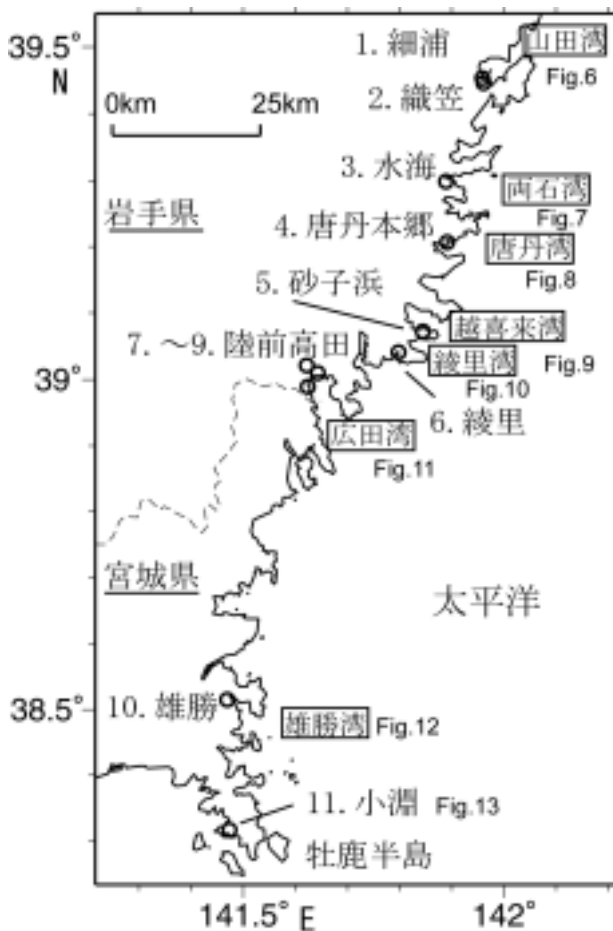 39.5°
N
1. 細浦
山田湾
Fig.6
2. 織笠
0km 25km
3. 水海
両石湾
Fig.7
岩手県
4. 唐丹本郷
唐丹湾
Fig.8
5. 砂子浜
越喜来湾
Fig.9
7. ～9. 陸前高田
39°
綾里湾
Fig.10
6. 綾里
広田湾
Fig.11
宮城県
太平洋
38.5°
10. 雄勝
雄勝湾 Fig.12
11. 小淵 Fig.13
牡鹿半島
141.5° E 142°